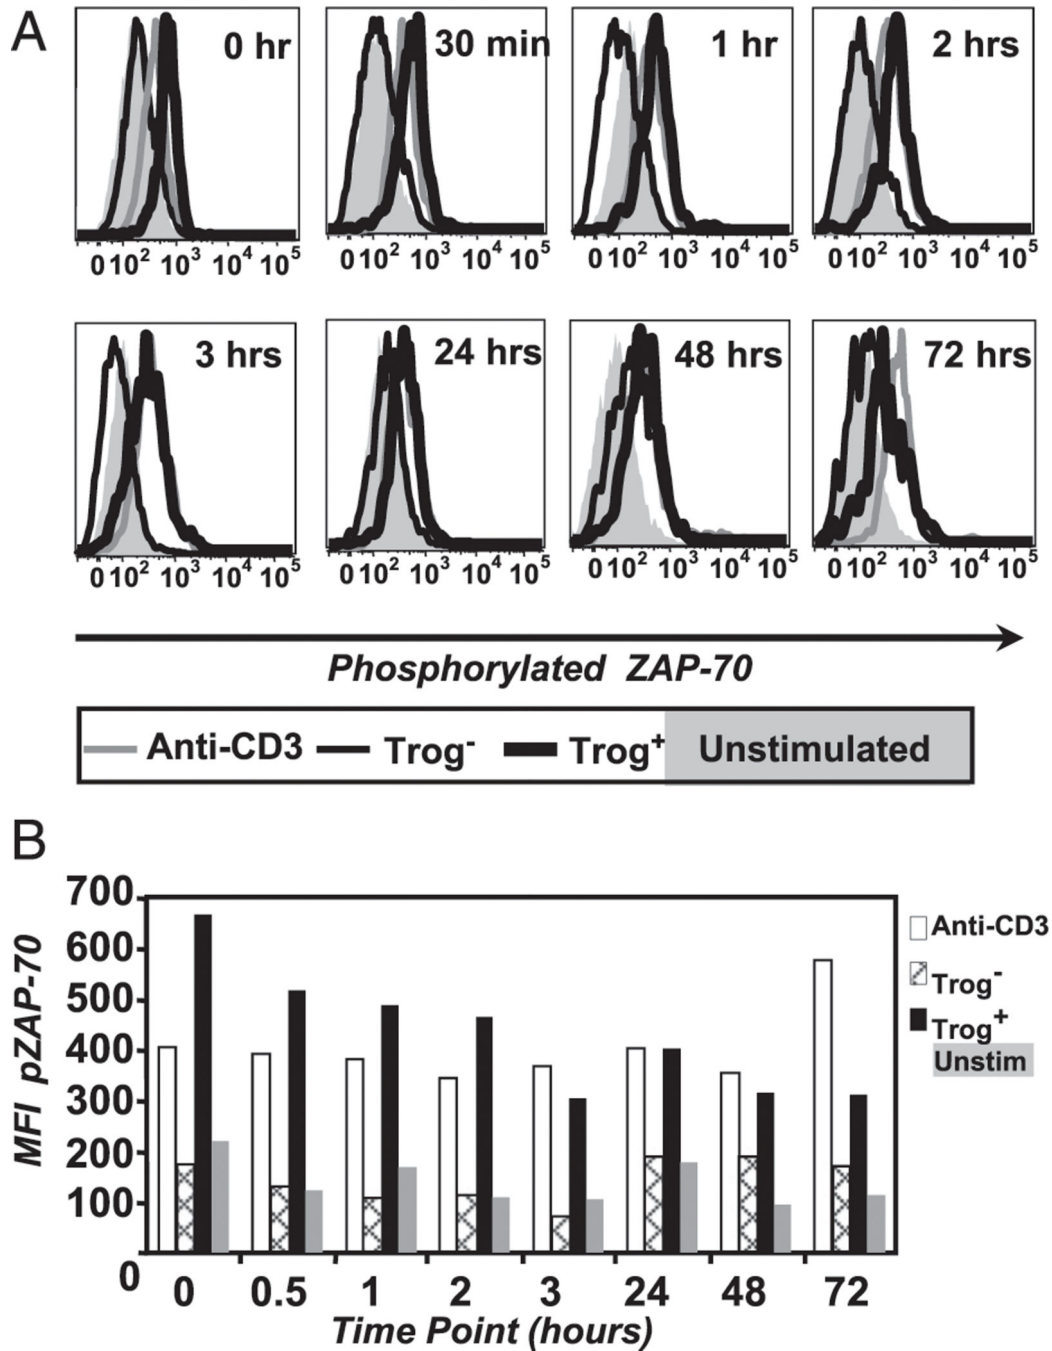 A
0 hr
30 min
1 hr
2 hrs
0 10² 10³ 10⁴ 10⁵
0 10² 10³ 10⁴ 10⁵
0 10² 10³ 10⁴ 10⁵
0 10² 10³ 10⁴ 10⁵
3 hrs
24 hrs
48 hrs
72 hrs
0 10² 10³ 10⁴ 10⁵
0 10² 10³ 10⁴ 10⁵
0 10² 10³ 10⁴ 10⁵
0 10² 10³ 10⁴ 10⁵
Phosphorylated ZAP-70
Anti-CD3 Trog⁻ Trog⁺ Unstimulated
B
MFI pZAP-70
700
600
500
400
300
200
100
0
0 0.5 1 2 3 24 48 72
Time Point (hours)
Anti-CD3
Trog⁻
Trog⁺
Unstim